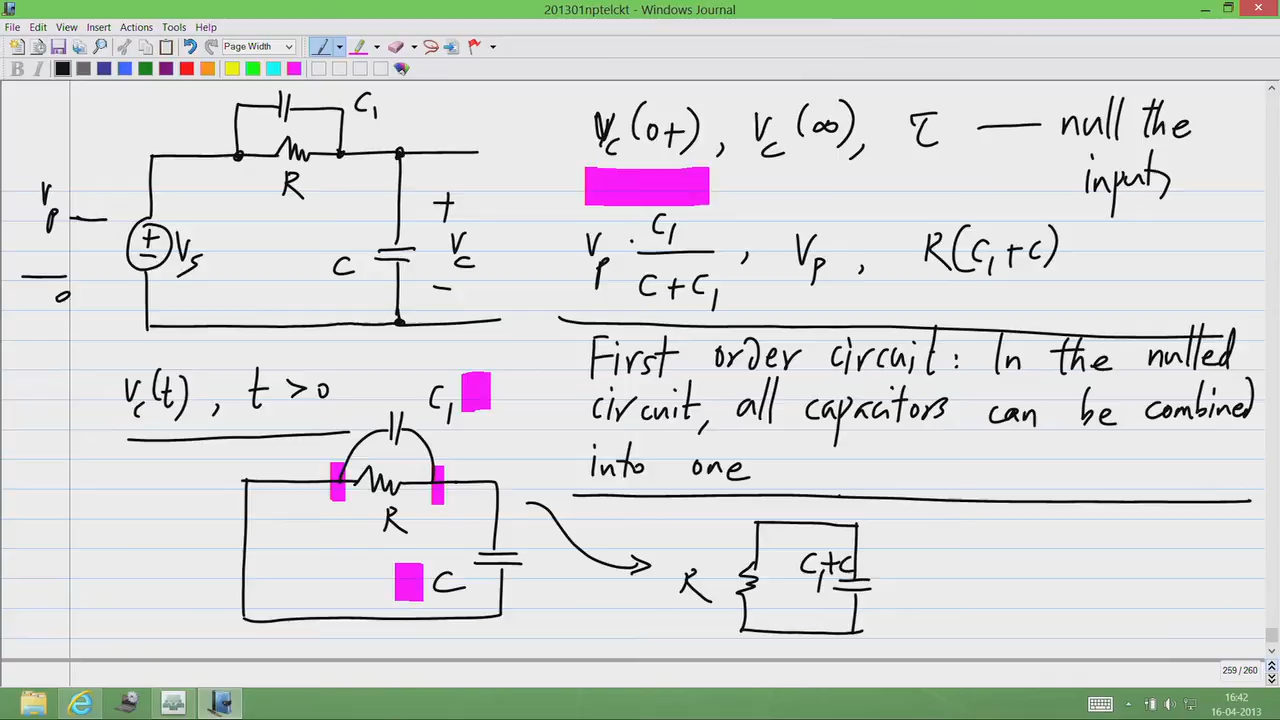 201301nptelckt - Windows Journal
File Edit View Insert Actions Tools Help
Page Width
B I
C1
R
Vp
0
+
−
Vs
C
+
Vc
−
Vc(0+), Vc(∞), τ — null the
inputs
Vp · C1/(C+C1), Vp, R(C1+C)
First order circuit: In the nulled
circuit, all capacitors can be combined
into one
vc(t), t > 0
C1
R
C
R
C1+C
259 / 260
16:42
16-04-2013